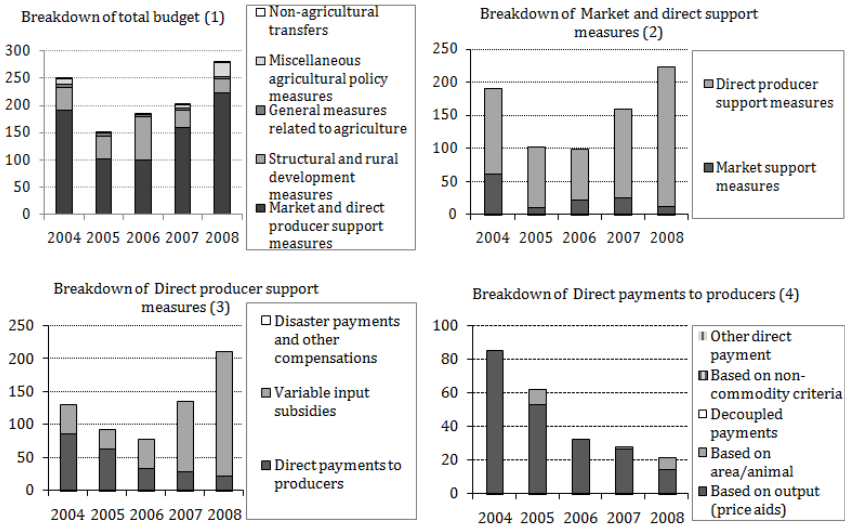 Breakdown of total budget (1)
300
250
200
150
100
50
0
2004 2005 2006 2007 2008
Non-agricultural
transfers
Miscellaneous
agricultural policy
measures
General measures
related to agriculture
Structural and rural
development
measures
Market and direct
producer support
measures
Breakdown of Market and direct support
measures (2)
250
200
150
100
50
0
2004 2005 2006 2007 2008
Direct producer
support measures
Market support
measures
Breakdown of Direct producer support
measures (3)
250
200
150
100
50
0
2004 2005 2006 2007 2008
Disaster payments
and other
compensations
Variable input
subsidies
Direct payments to
producers
Breakdown of Direct payments to producers (4)
100
80
60
40
20
0
2004 2005 2006 2007 2008
Other direct
payment
Based on non-
commodity criteria
Decoupled
payments
Based on
area/animal
Based on output
(price aids)